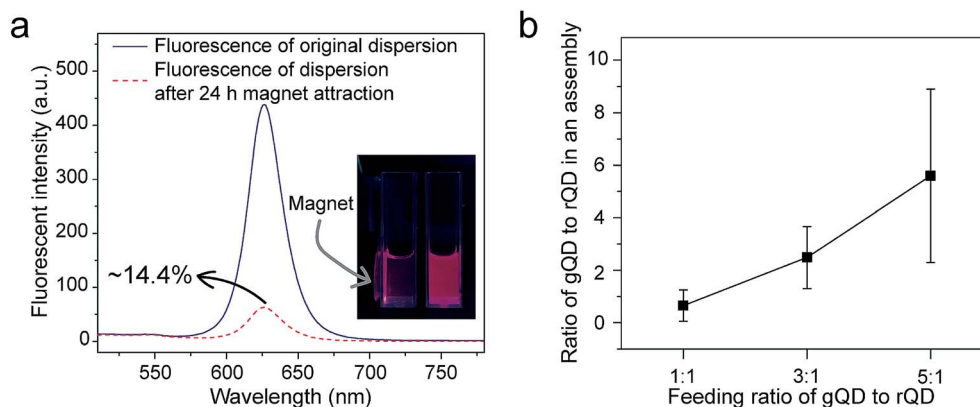 a
Fluorescence of original dispersion
Fluorescence of dispersion
after 24 h magnet attraction
Fluorescent intensity (a.u.)
500
400
300
200
100
0
Magnet
~14.4%
550
600
650
700
750
Wavelength (nm)
b
Ratio of gQD to rQD in an assembly
10
8
6
4
2
0
1:1
3:1
5:1
Feeding ratio of gQD to rQD